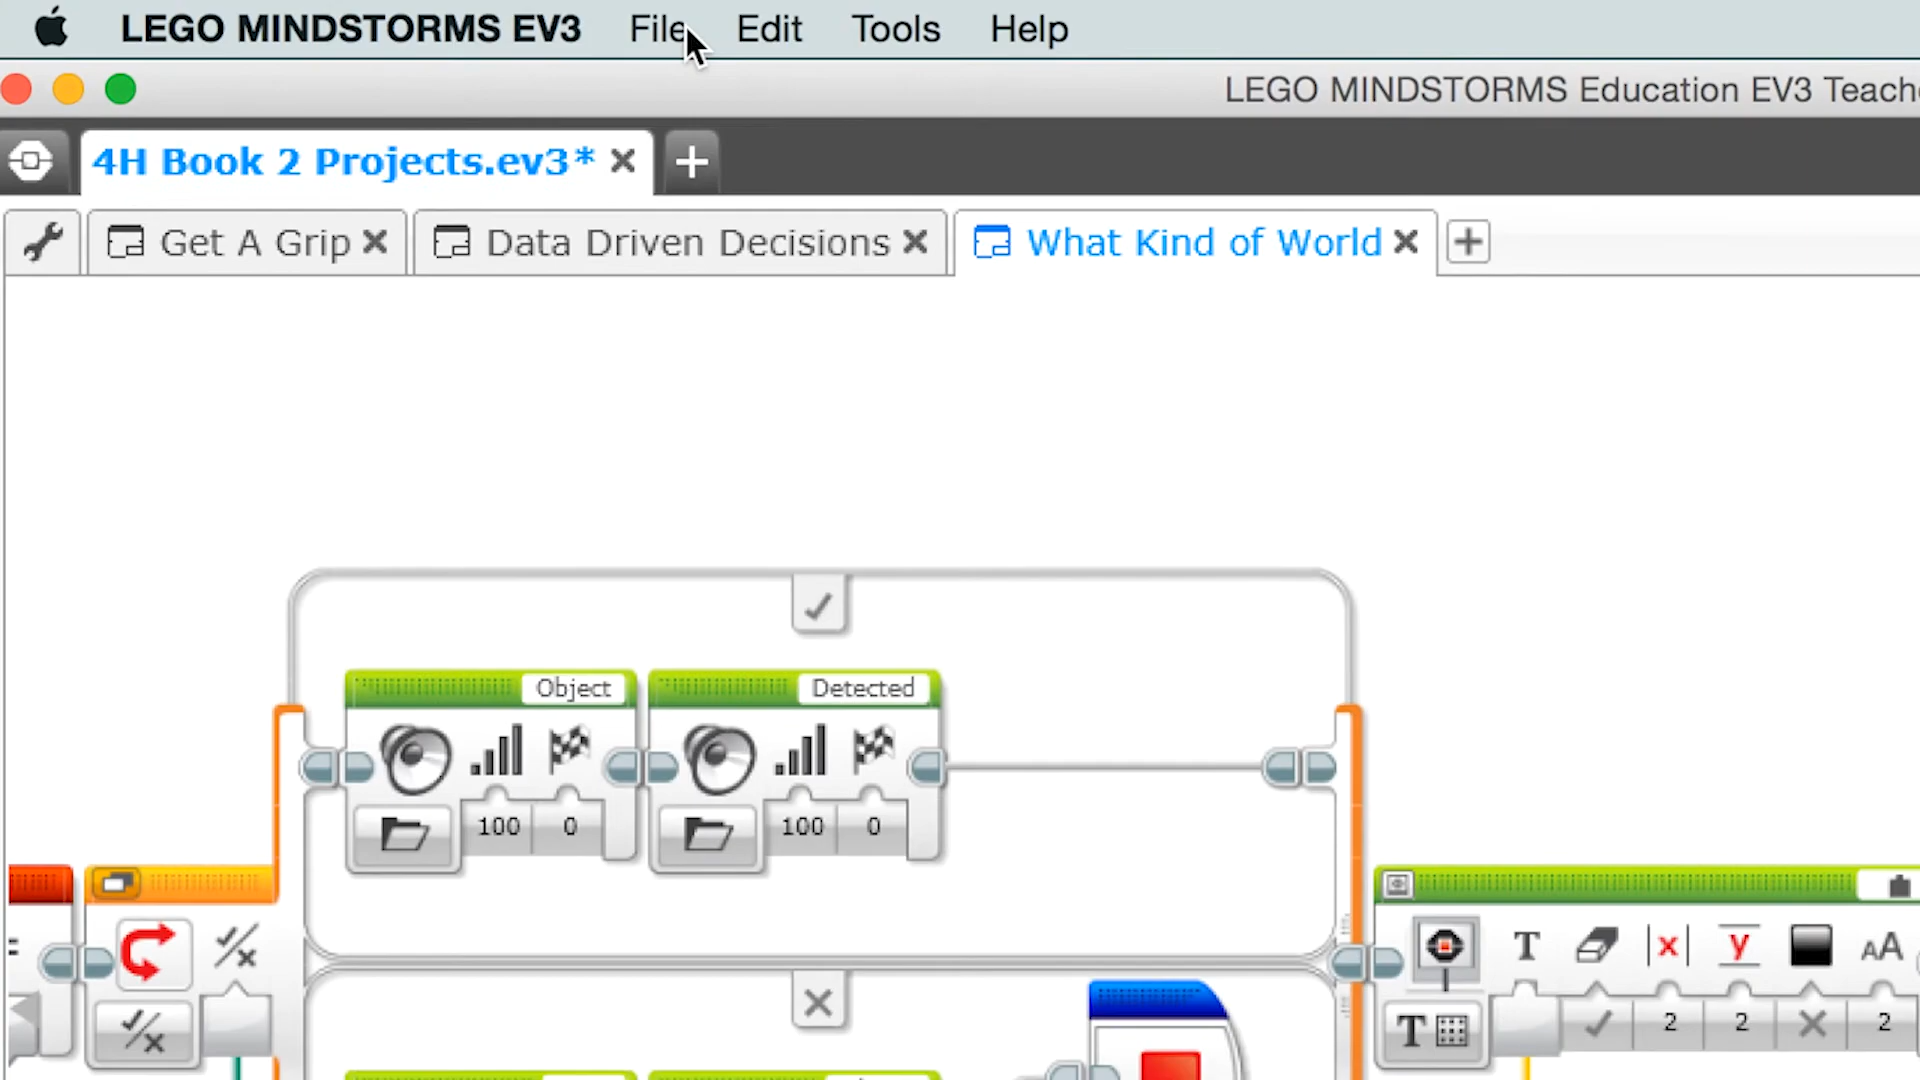 LEGO MINDSTORMS EV3 File Edit Tools Help
LEGO MINDSTORMS Education EV3
4H Book 2 Projects.ev3*
Get A Grip Data Driven Decisions What Kind of World
Object Detected
100 0 100 0
T x y AA
T 2 2 2